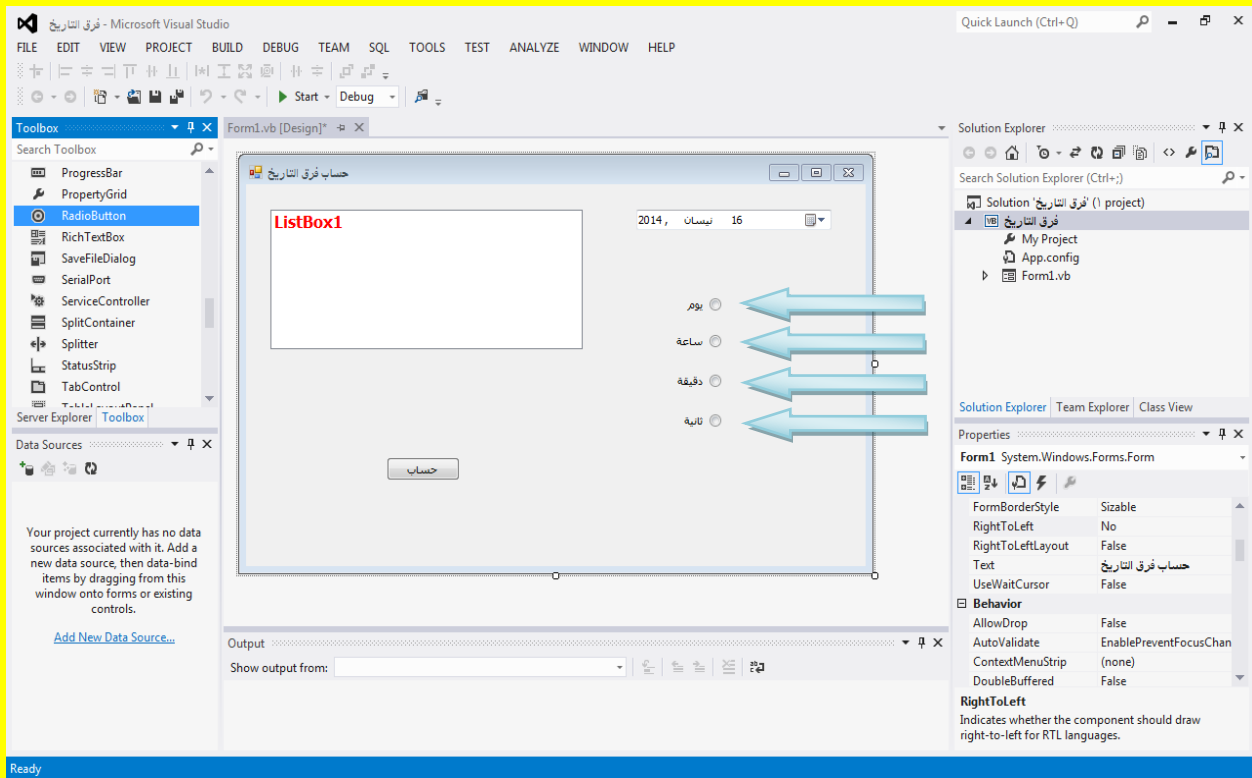 فرق التاريخ - Microsoft Visual Studio
Quick Launch (Ctrl+Q)
FILE EDIT VIEW PROJECT BUILD DEBUG TEAM SQL TOOLS TEST ANALYZE WINDOW HELP
Start
Debug
Toolbox
Search Toolbox
ProgressBar
PropertyGrid
RadioButton
RichTextBox
SaveFileDialog
SerialPort
ServiceController
SplitContainer
Splitter
StatusStrip
TabControl
Server Explorer Toolbox
Data Sources
Your project currently has no data
sources associated with it. Add a
new data source, then data-bind
items by dragging from this
window onto forms or existing
controls.
Add New Data Source...
Form1.vb [Design]*
حساب فرق التاريخ
ListBox1
16 نيسان , 2014
يوم
ساعة
دقيقة
ثانية
حساب
Output
Show output from:
Solution Explorer
Search Solution Explorer (Ctrl+;)
Solution 'فرق التاريخ' (١ project)
فرق التاريخ
My Project
App.config
Form1.vb
Solution Explorer Team Explorer Class View
Properties
Form1 System.Windows.Forms.Form
FormBorderStyle Sizable
RightToLeft No
RightToLeftLayout False
Text حساب فرق التاريخ
UseWaitCursor False
Behavior
AllowDrop False
AutoValidate EnablePreventFocusChan
ContextMenuStrip (none)
DoubleBuffered False
RightToLeft
Indicates whether the component should draw
right-to-left for RTL languages.
Ready